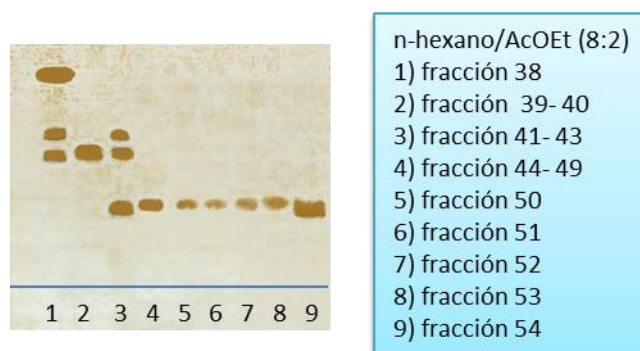 1 2 3 4 5 6 7 8 9
n-hexano/AcOEt (8:2)
1) fracción 38
2) fracción 39- 40
3) fracción 41- 43
4) fracción 44- 49
5) fracción 50
6) fracción 51
7) fracción 52
8) fracción 53
9) fracción 54